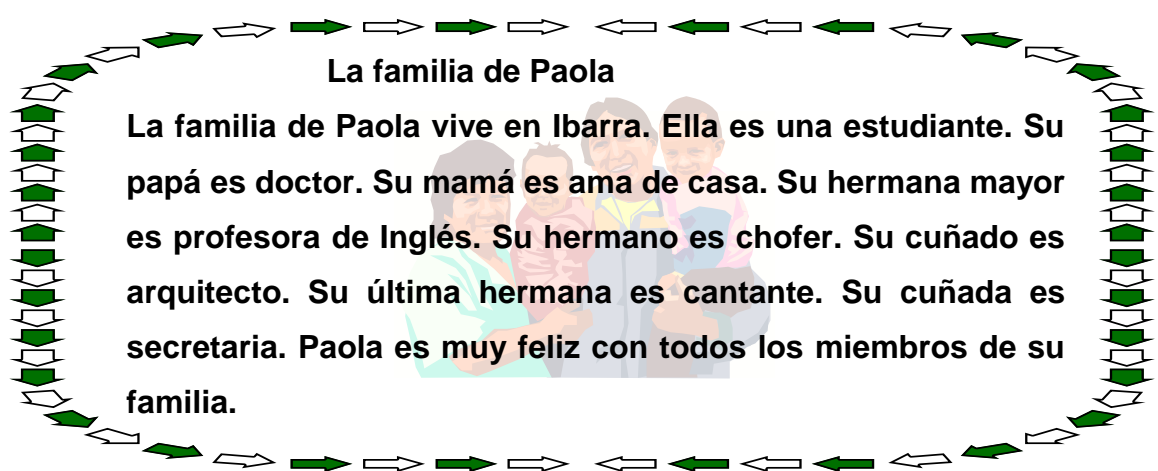 La familia de Paola
La familia de Paola vive en Ibarra. Ella es una estudiante. Su
papá es doctor. Su mamá es ama de casa. Su hermana mayor
es profesora de Inglés. Su hermano es chofer. Su cuñado es
arquitecto. Su última hermana es cantante. Su cuñada es
secretaria. Paola es muy feliz con todos los miembros de su
familia.